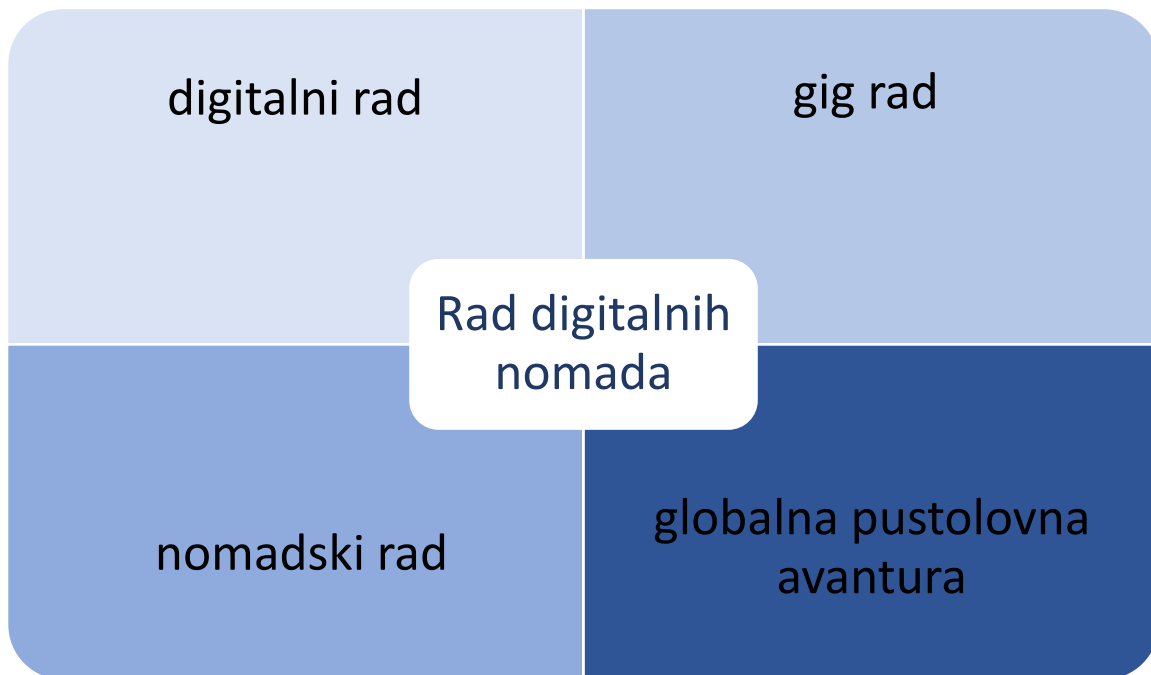 digitalni rad
gig rad
Rad digitalnih
nomada
nomadski rad
globalna pustolovna
avantura